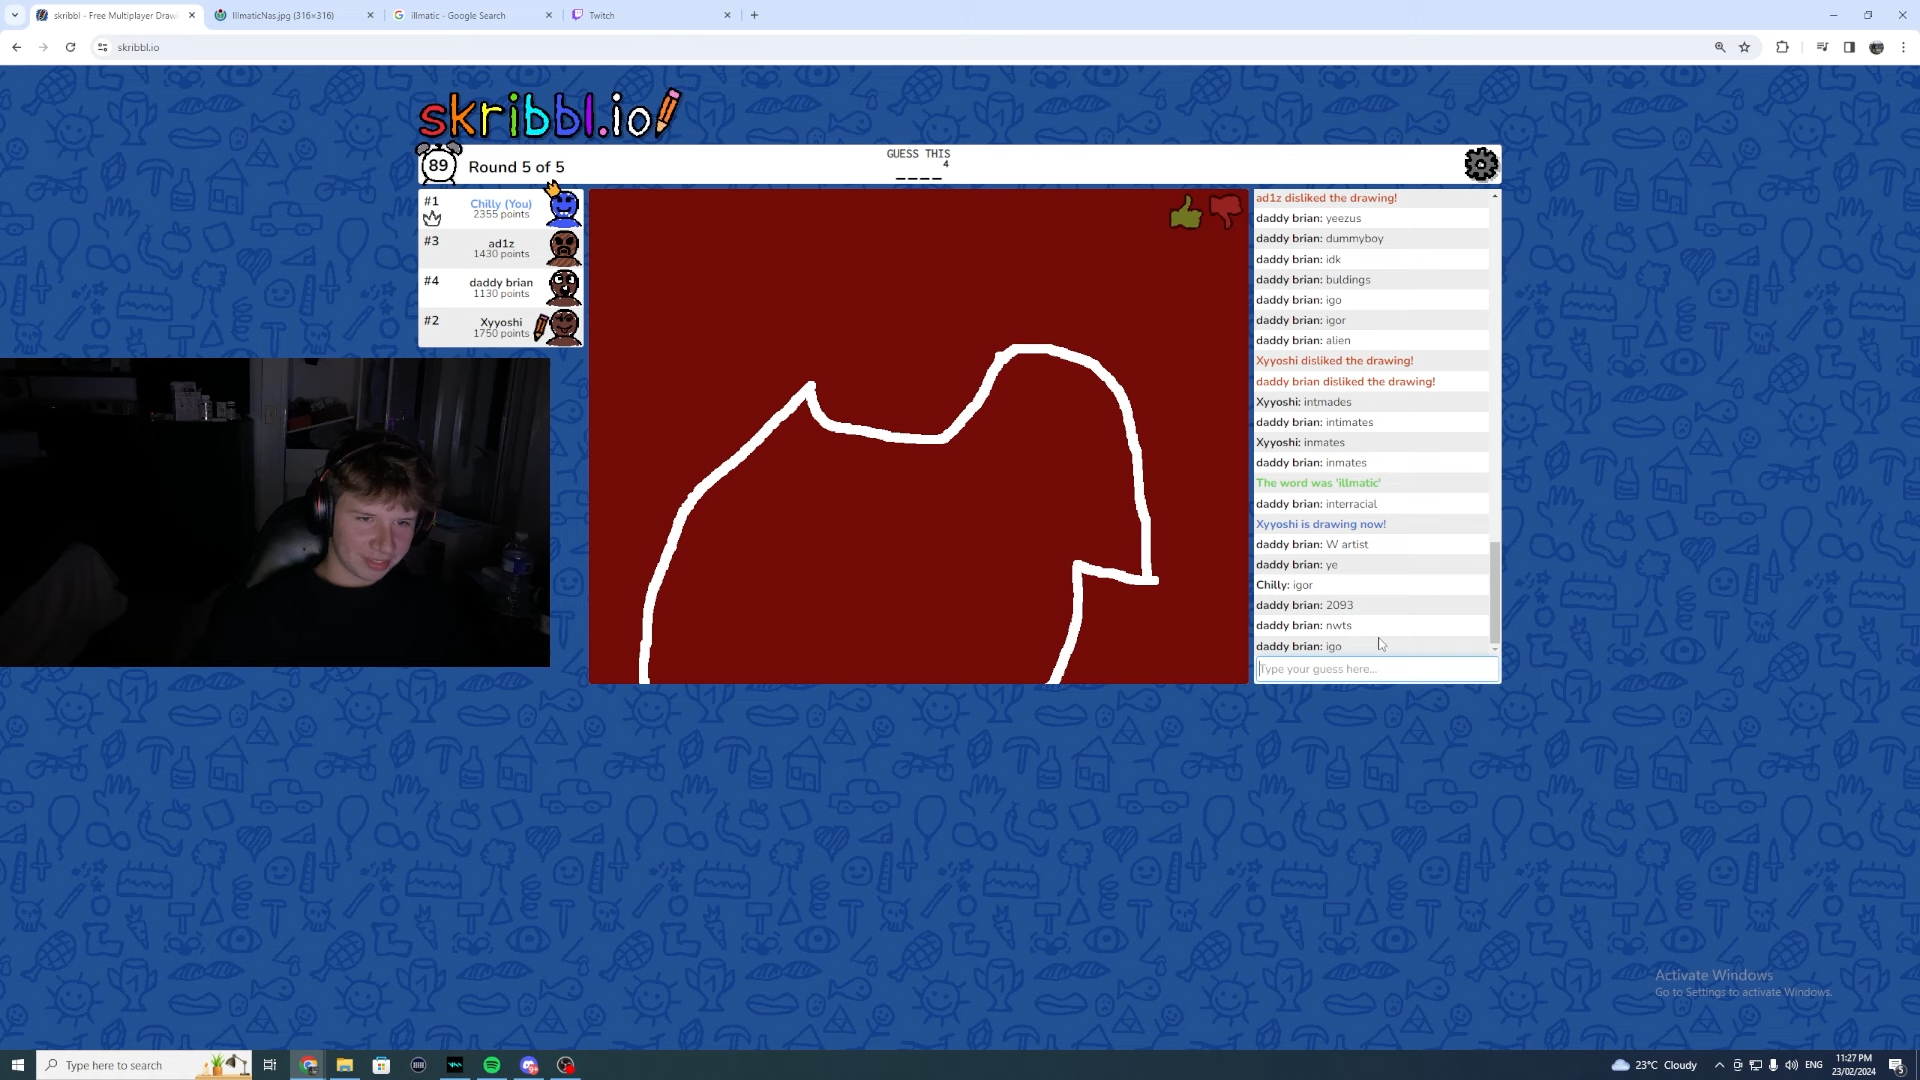 skribbl - Free Multiplayer Drawi
IllmaticNas.jpg (316×316)
illmatic - Google Search
Twitch
skribbl.io
skribbl.io
89
Round 5 of 5
GUESS THIS
4
____
#1
Chilly (You)
2355 points
#3
ad1z
1430 points
#4
daddy brian
1130 points
#2
Xyyoshi
1750 points
ad1z disliked the drawing!
daddy brian: yeezus
daddy brian: dummyboy
daddy brian: idk
daddy brian: buldings
daddy brian: igo
daddy brian: igor
daddy brian: alien
Xyyoshi disliked the drawing!
daddy brian disliked the drawing!
Xyyoshi: intmades
daddy brian: intimates
Xyyoshi: inmates
daddy brian: inmates
The word was 'illmatic'
daddy brian: interracial
Xyyoshi is drawing now!
daddy brian: W artist
daddy brian: ye
Chilly: igor
daddy brian: 2093
daddy brian: nwts
daddy brian: igo
Type your guess here...
Activate Windows
Go to Settings to activate Windows.
Type here to search
23°C Cloudy
ENG
11:27 PM
23/02/2024
5